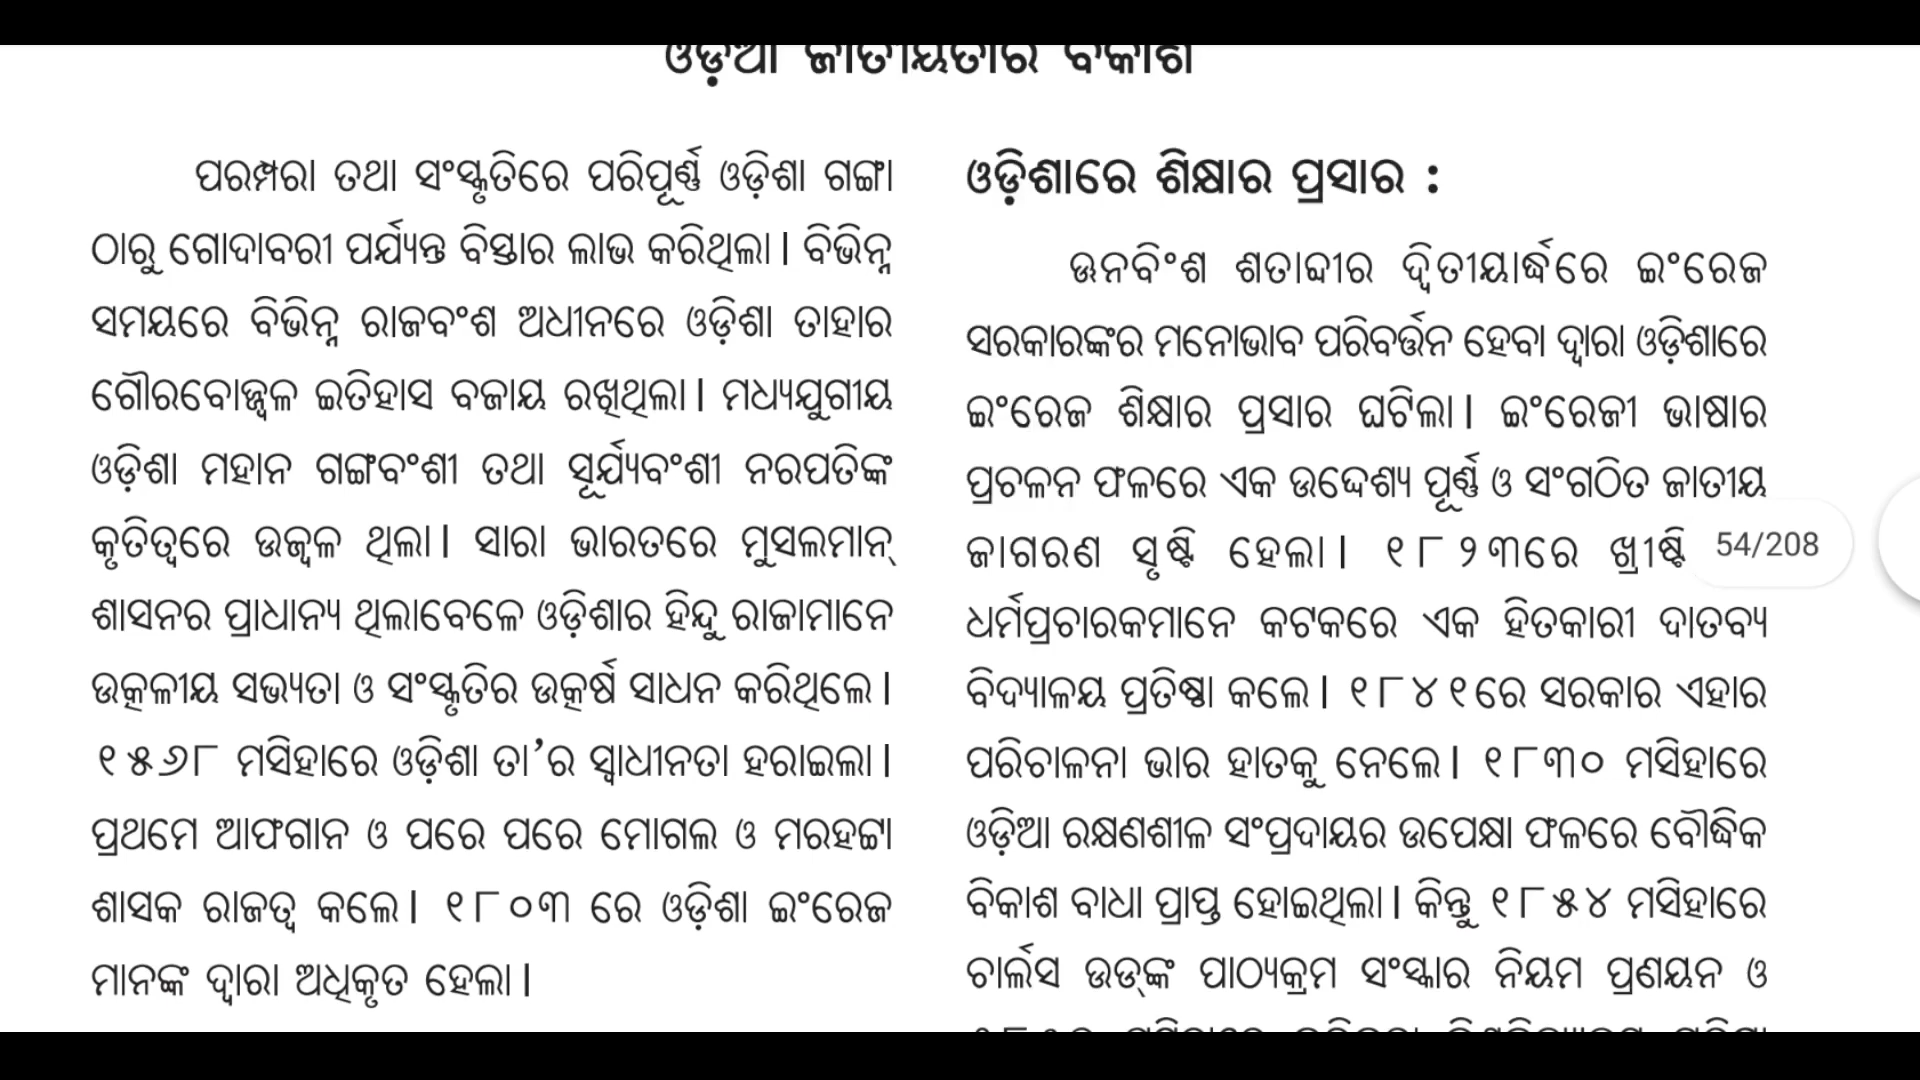 ଓଡ଼ିଆ ଜାତୀୟତାର ବିକାଶ
ପରମ୍ପରା ତଥା ସଂସ୍କୃତିରେ ପରିପୂର୍ଣ୍ଣ ଓଡ଼ିଶା ଗଙ୍ଗା
ଠାରୁ ଗୋଦାବରୀ ପର୍ଯ୍ୟନ୍ତ ବିସ୍ତାର ଲାଭ କରିଥିଲା। ବିଭିନ୍ନ
ସମୟରେ ବିଭିନ୍ନ ରାଜବଂଶ ଅଧୀନରେ ଓଡ଼ିଶା ତାହାର
ଗୌରବୋଜ୍ଜ୍ୱଳ ଇତିହାସ ବଜାୟ ରଖିଥିଲା। ମଧ୍ୟଯୁଗୀୟ
ଓଡ଼ିଶା ମହାନ ଗଙ୍ଗବଂଶୀ ତଥା ସୂର୍ଯ୍ୟବଂଶୀ ନରପତିଙ୍କ
କୃତିତ୍ୱରେ ଉଜ୍ଜ୍ୱଳ ଥିଲା। ସାରା ଭାରତରେ ମୁସଲମାନ୍
ଶାସନର ପ୍ରାଧାନ୍ୟ ଥିଲାବେଳେ ଓଡ଼ିଶାର ହିନ୍ଦୁ ରାଜାମାନେ
ଉତ୍କଳୀୟ ସଭ୍ୟତା ଓ ସଂସ୍କୃତିର ଉତ୍କର୍ଷ ସାଧନ କରିଥିଲେ।
୧୫୬୮ ମସିହାରେ ଓଡ଼ିଶା ତା’ର ସ୍ୱାଧୀନତା ହରାଇଲା।
ପ୍ରଥମେ ଆଫଗାନ ଓ ପରେ ପରେ ମୋଗଲ ଓ ମରହଟ୍ଟା
ଶାସକ ରାଜତ୍ୱ କଲେ। ୧୮୦୩ ରେ ଓଡ଼ିଶା ଇଂରେଜ
ମାନଙ୍କ ଦ୍ୱାରା ଅଧିକୃତ ହେଲା।
ଓଡ଼ିଶାରେ ଶିକ୍ଷାର ପ୍ରସାର :
ଊନବିଂଶ ଶତାବ୍ଦୀର ଦ୍ୱିତୀୟାର୍ଦ୍ଧରେ ଇଂରେଜ
ସରକାରଙ୍କର ମନୋଭାବ ପରିବର୍ତ୍ତନ ହେବା ଦ୍ୱାରା ଓଡ଼ିଶାରେ
ଇଂରେଜ ଶିକ୍ଷାର ପ୍ରସାର ଘଟିଲା। ଇଂରେଜୀ ଭାଷାର
ପ୍ରଚଳନ ଫଳରେ ଏକ ଉଦ୍ଦେଶ୍ୟ ପୂର୍ଣ୍ଣ ଓ ସଂଗଠିତ ଜାତୀୟ
ଜାଗରଣ ସୃଷ୍ଟି ହେଲା। ୧୮୨୩ରେ ଖ୍ରୀଷ୍ଟି
54/208
ଧର୍ମପ୍ରଚାରକମାନେ କଟକରେ ଏକ ହିତକାରୀ ଦାତବ୍ୟ
ବିଦ୍ୟାଳୟ ପ୍ରତିଷ୍ଠା କଲେ। ୧୮୪୧ରେ ସରକାର ଏହାର
ପରିଚାଳନା ଭାର ହାତକୁ ନେଲେ। ୧୮୩୦ ମସିହାରେ
ଓଡ଼ିଆ ରକ୍ଷଣଶୀଳ ସଂପ୍ରଦାୟର ଉପେକ୍ଷା ଫଳରେ ବୌଦ୍ଧିକ
ବିକାଶ ବାଧା ପ୍ରାପ୍ତ ହୋଇଥିଲା। କିନ୍ତୁ ୧୮୫୪ ମସିହାରେ
ଚାର୍ଲସ ଉଡ୍‌ଙ୍କ ପାଠ୍ୟକ୍ରମ ସଂସ୍କାର ନିୟମ ପ୍ରଣୟନ ଓ